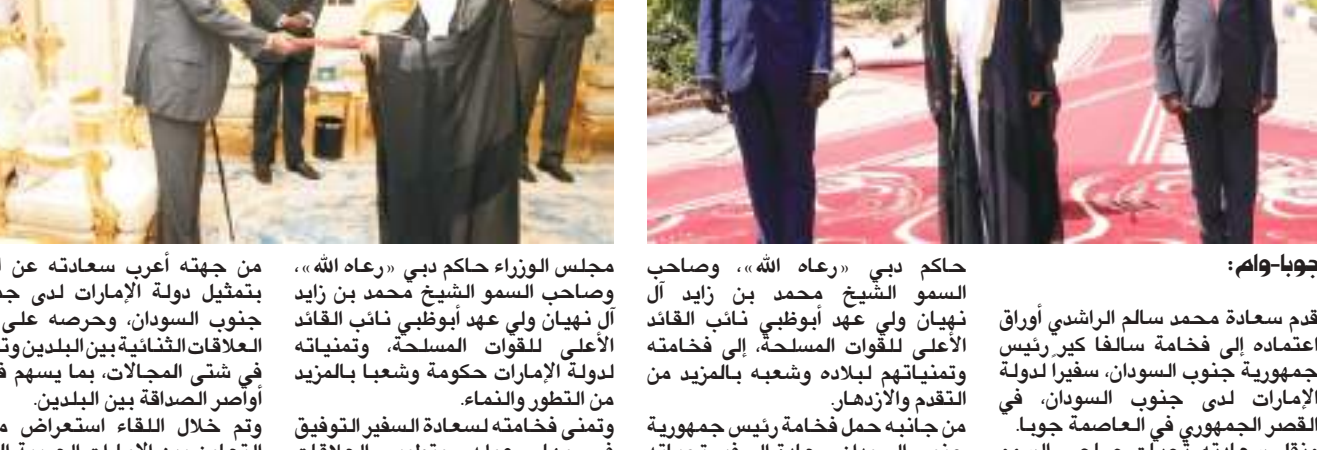 جوبا-وام:
قدم سعادة محمد سالم الراشدي أوراق
اعتماده إلى فخامة سالفا كير رئيس
جمهورية جنوب السودان، سفيرا لدولة
الإمارات لدى جنوب السودان، في
القصر الجمهوري في العاصمة جوبا.
حاكم دبي «رعاه الله»، وصاحب
السمو الشيخ محمد بن زايد آل
نهيان ولي عهد أبوظبي نائب القائد
الأعلى للقوات المسلحة، إلى فخامته
وتمنياتهم لبلاده وشعبه بالمزيد من
التقدم والازدهار.
من جانبه حمل فخامة رئيس جمهورية
مجلس الوزراء حاكم دبي «رعاه الله»،
وصاحب السمو الشيخ محمد بن زايد
آل نهيان ولي عهد أبوظبي نائب القائد
الأعلى للقوات المسلحة، وتمنياته
لدولة الإمارات حكومة وشعبا بالمزيد
من التطور والنماء.
وتمنى فخامته لسعادة السفير التوفيق
من جهته أعرب سعادته عن
بتمثيل دولة الإمارات لدى
جنوب السودان، وحرصه على
العلاقات الثنائية بين البلدين
في شتى المجالات، بما يسهم
أواصر الصداقة بين البلدين.
وتم خلال اللقاء استعراض